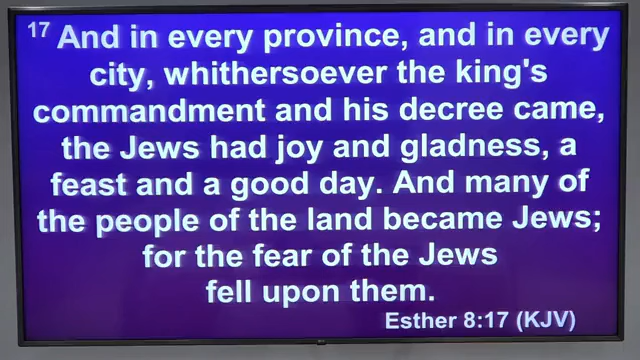 17 And in every province, and in every
city, whithersoever the king's
commandment and his decree came,
the Jews had joy and gladness, a
feast and a good day. And many of
the people of the land became Jews;
for the fear of the Jews
fell upon them.
Esther 8:17 (KJV)